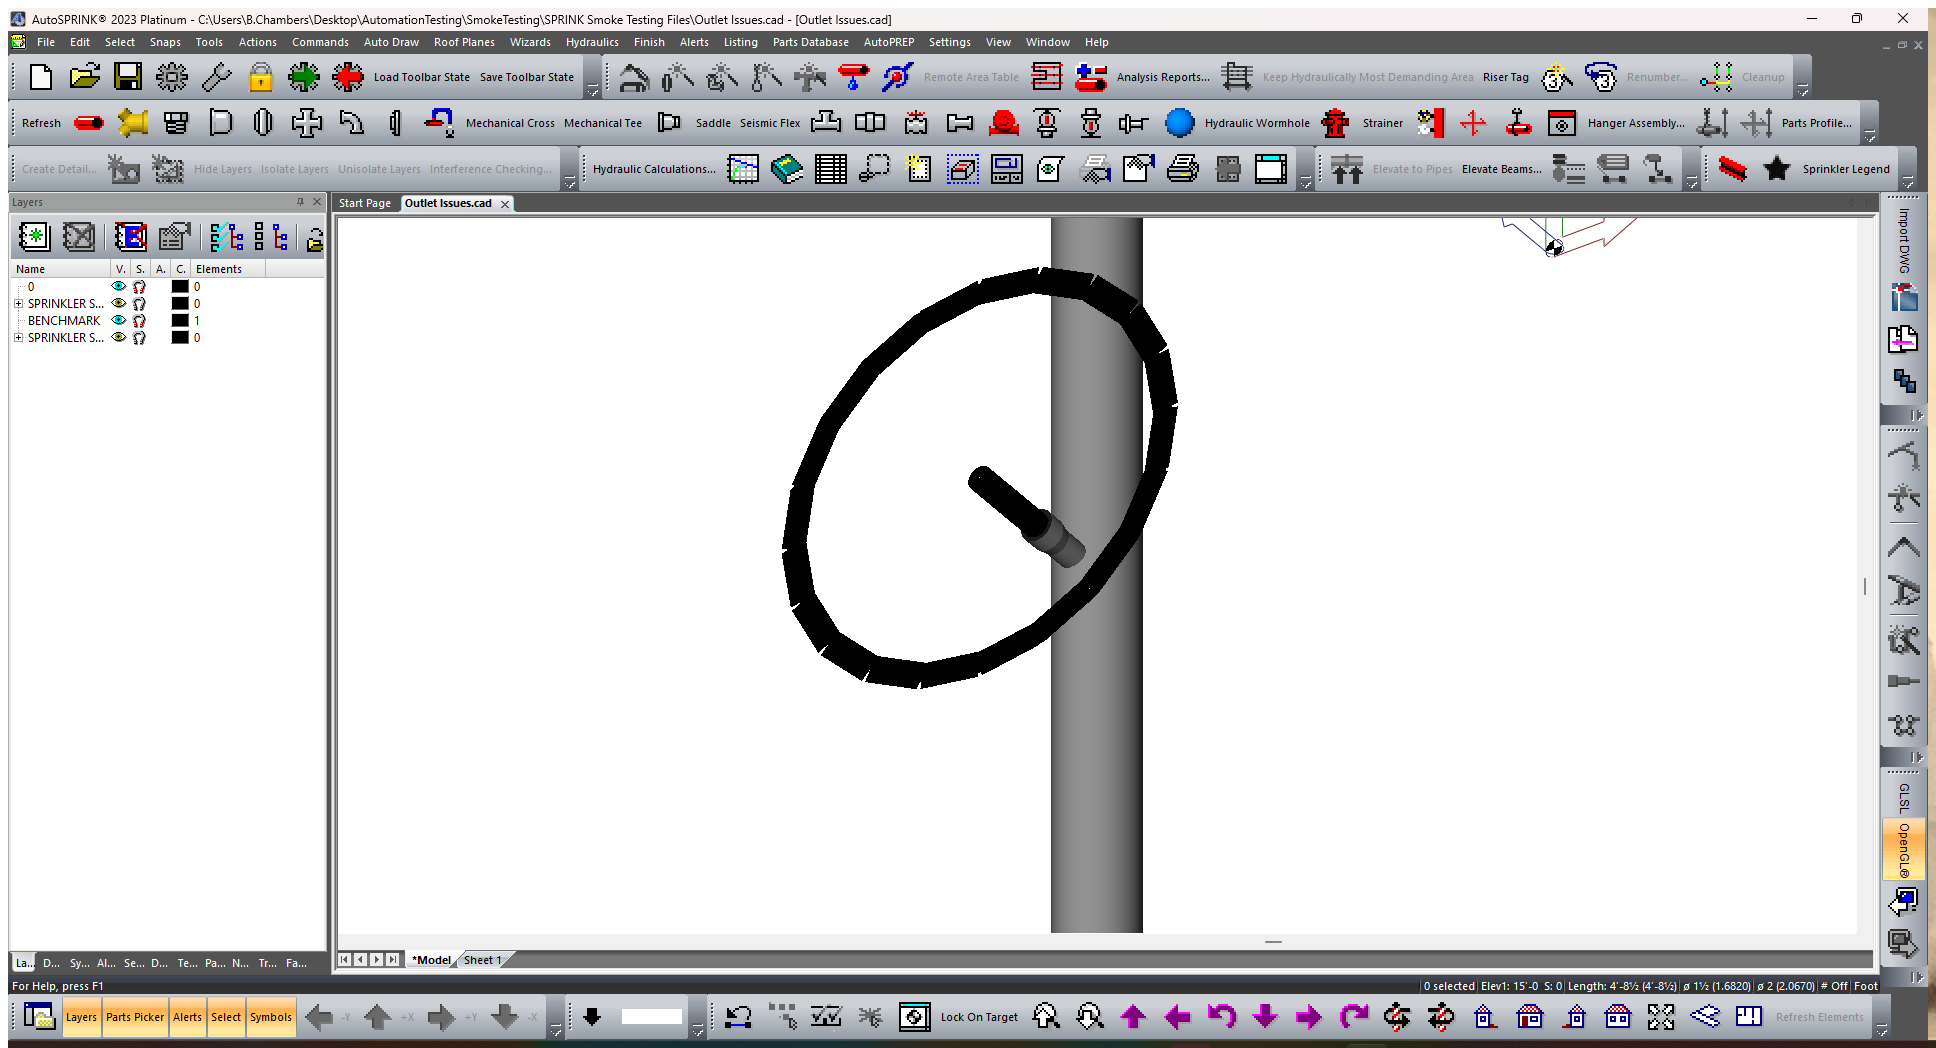 AutoSPRINK® 2023 Platinum - C:\Users\B.Chambers\Desktop\AutomationTesting\SmokeTesting\SPRINK Smoke Testing Files\Outlet Issues.cad - [Outlet Issues.cad]
File Edit Select Snaps Tools Actions Commands Auto Draw Roof Planes Wizards Hydraulics Finish Alerts Listing Parts Database AutoPREP Settings View Window Help
Load Toolbar State Save Toolbar State Remote Area Table Analysis Reports... Keep Hydraulically Most Demanding Area Riser Tag Renumber... Cleanup
Refresh Mechanical Cross Mechanical Tee Saddle Seismic Flex Hydraulic Wormhole Strainer Hanger Assembly... Parts Profile...
Create Detail... Hide Layers Isolate Layers Unisolate Layers Interference Checking... Hydraulic Calculations... Elevate to Pipes Elevate Beams... Sprinkler Legend
Layers
Start Page Outlet Issues.cad
Name V. S. A. C. Elements
0 0
SPRINKLER S... 0
BENCHMARK 1
SPRINKLER S... 0
Import DWG
GLSL
OpenGL®
La... D... Sy... Al... Se... D... Te... Pa... N... Tr... Fa...
*Model Sheet 1
For Help, press F1
0 selected Elev1: 15'-0 S: 0 Length: 4'-8½ (4'-8½) ø 1½ (1.6820) ø 2 (2.0670) # Off Foot
Layers Parts Picker Alerts Select Symbols -Y +X +Y -X Lock On Target Refresh Elements